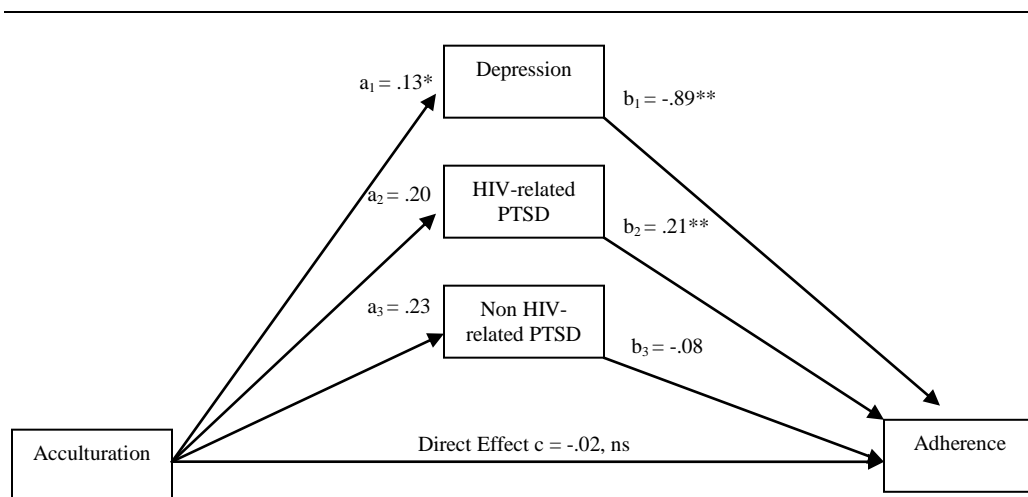 Depression
a₁ = .13*
b₁ = -.89**
HIV-related
PTSD
a₂ = .20
b₂ = .21**
Non HIV-
related PTSD
a₃ = .23
b₃ = -.08
Acculturation
Direct Effect c = -.02, ns
Adherence